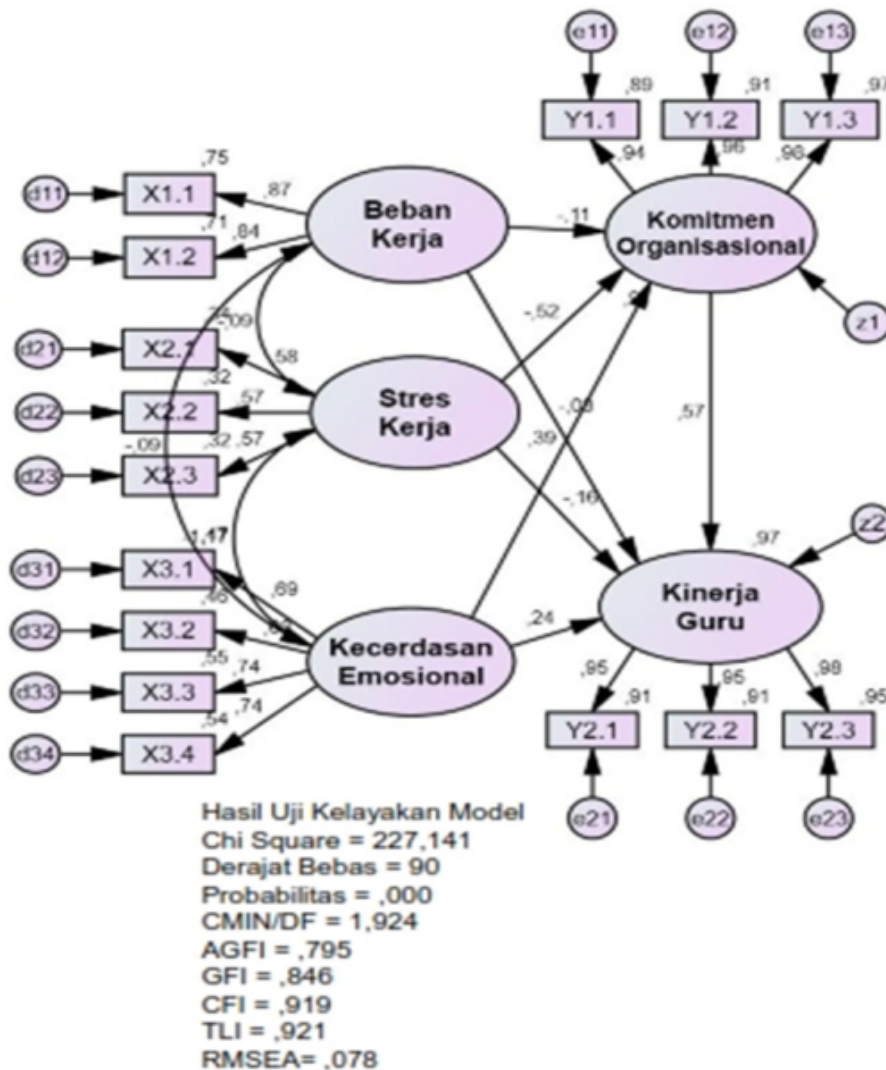 e11 e12 e13
,89 ,91 ,97
Y1.1 Y1.2 Y1.3
,94 ,96 ,98
,75
d11 X1.1 ,87
,71
d12 X1.2 ,84
Beban
Kerja
-,11
Komitmen
Organisasional
z1
-,09
d21 X2.1 ,58
,32
d22 X2.2 ,57
-,09 ,32 ,57
d23 X2.3
Stres
Kerja
-,52
-,03
,39
,57
-,16
d31 X3.1 ,69
,46
d32 X3.2
,55
d33 X3.3 ,74
,54
d34 X3.4 ,74
Kecerdasan
Emosional
,24
,97
z2
Kinerja
Guru
,95 ,95 ,98
,91 ,91 ,95
Y2.1 Y2.2 Y2.3
e21 e22 e23
Hasil Uji Kelayakan Model
Chi Square = 227,141
Derajat Bebas = 90
Probabilitas = ,000
CMIN/DF = 1,924
AGFI = ,795
GFI = ,846
CFI = ,919
TLI = ,921
RMSEA= ,078